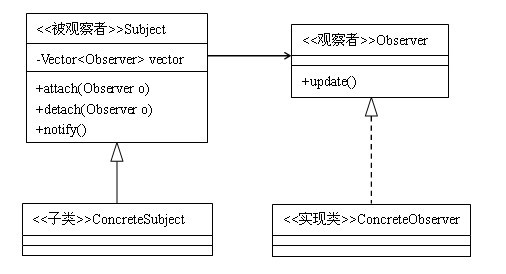 <<被观察者>>Subject
-Vector<Observer> vector
+attach(Observer o)
+detach(Observer o)
+notify()
<<观察者>>Observer
+update()
<<子类>>ConcreteSubject
<<实现类>>ConcreteObserver